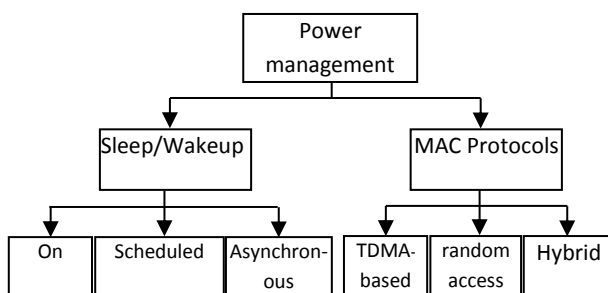 Power
management
Sleep/Wakeup
MAC Protocols
On
Scheduled
Asynchron-
ous
TDMA-
based
random
access
Hybrid